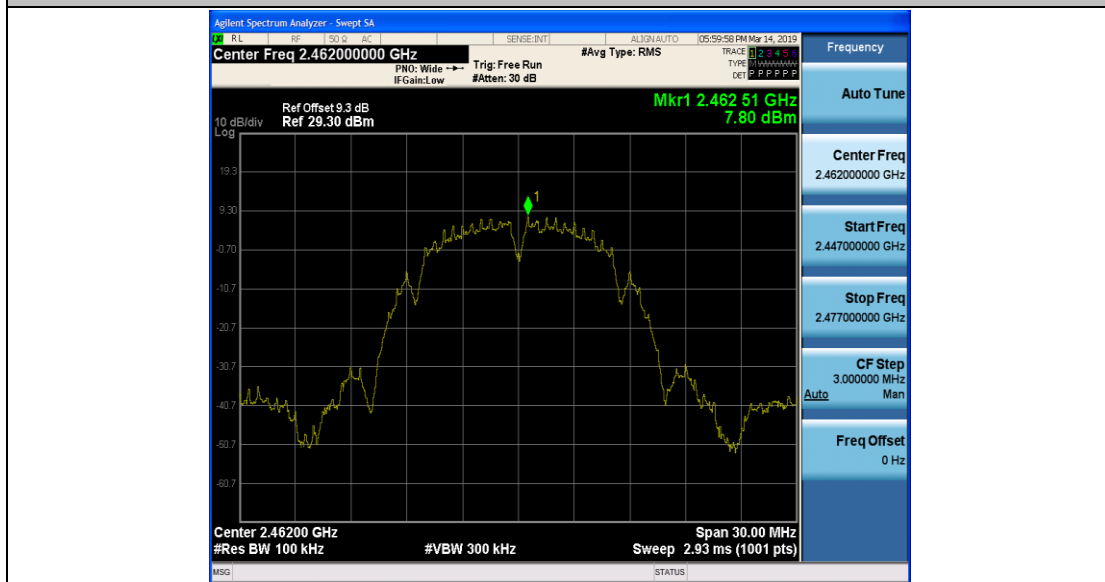 Agilent Spectrum Analyzer - Swept SA
RL RF 50 Ω AC SENSE:INT ALIGN AUTO 05:59:58 PM Mar 14, 2019
Center Freq 2.462000000 GHz
PNO: Wide
IFGain:Low
Trig: Free Run
#Atten: 30 dB
#Avg Type: RMS
TRACE 1 2 3 4 5 6
TYPE M WWWWW
DET P P P P P P
Ref Offset 9.3 dB
10 dB/div Ref 29.30 dBm
Log
Mkr1 2.462 51 GHz
7.80 dBm
1
19.3
9.30
-0.70
-10.7
-20.7
-30.7
-40.7
-50.7
-60.7
Center 2.46200 GHz
Span 30.00 MHz
#Res BW 100 kHz #VBW 300 kHz Sweep 2.93 ms (1001 pts)
MSG STATUS
Frequency
Auto Tune
Center Freq
2.462000000 GHz
Start Freq
2.447000000 GHz
Stop Freq
2.477000000 GHz
CF Step
3.000000 MHz
Auto Man
Freq Offset
0 Hz